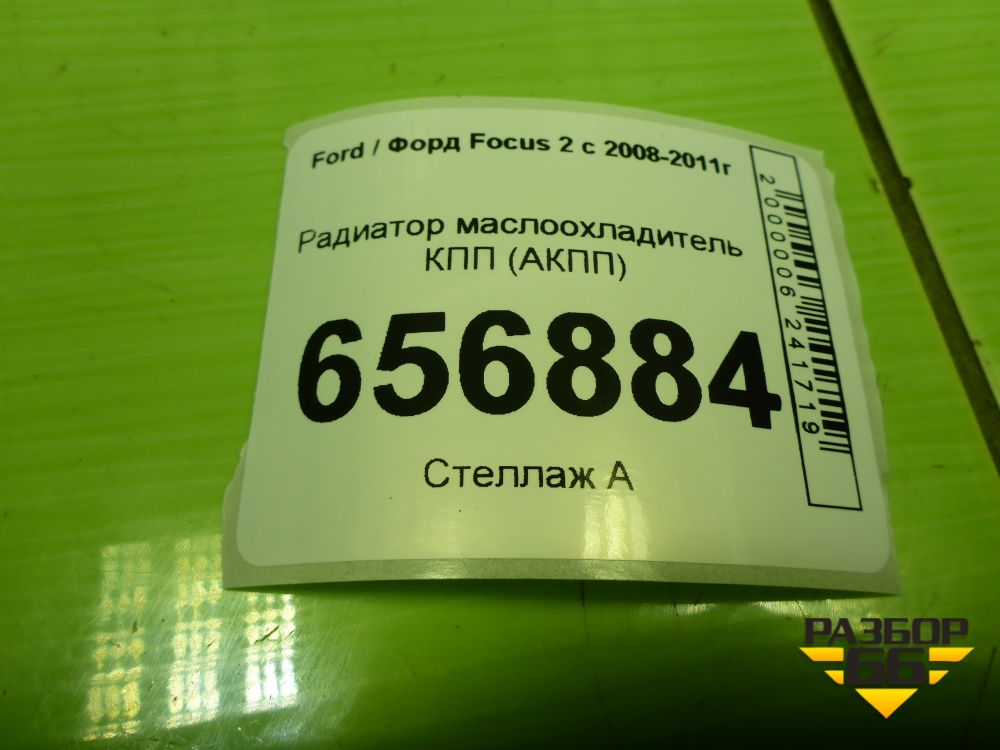 Ford / Форд Focus 2 с 2008-2011г
Радиатор маслоохладитель
КПП (АКПП)
656884
Стеллаж А
2000006241719
РАЗБОР
66